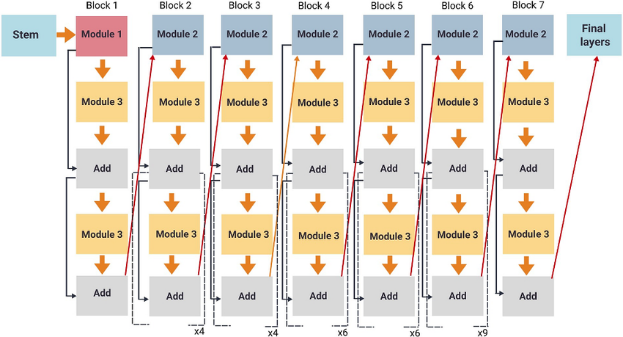 Block 1 Block 2 Block 3 Block 4 Block 5 Block 6 Block 7
Stem Module 1 Module 2 Module 2 Module 2 Module 2 Module 2 Module 2 Final
layers
Module 3 Module 3 Module 3 Module 3 Module 3 Module 3 Module 3
Add Add Add Add Add Add Add
Module 3 Module 3 Module 3 Module 3 Module 3 Module 3 Module 3
Add Add Add Add Add Add Add
x4 x4 x6 x6 x9